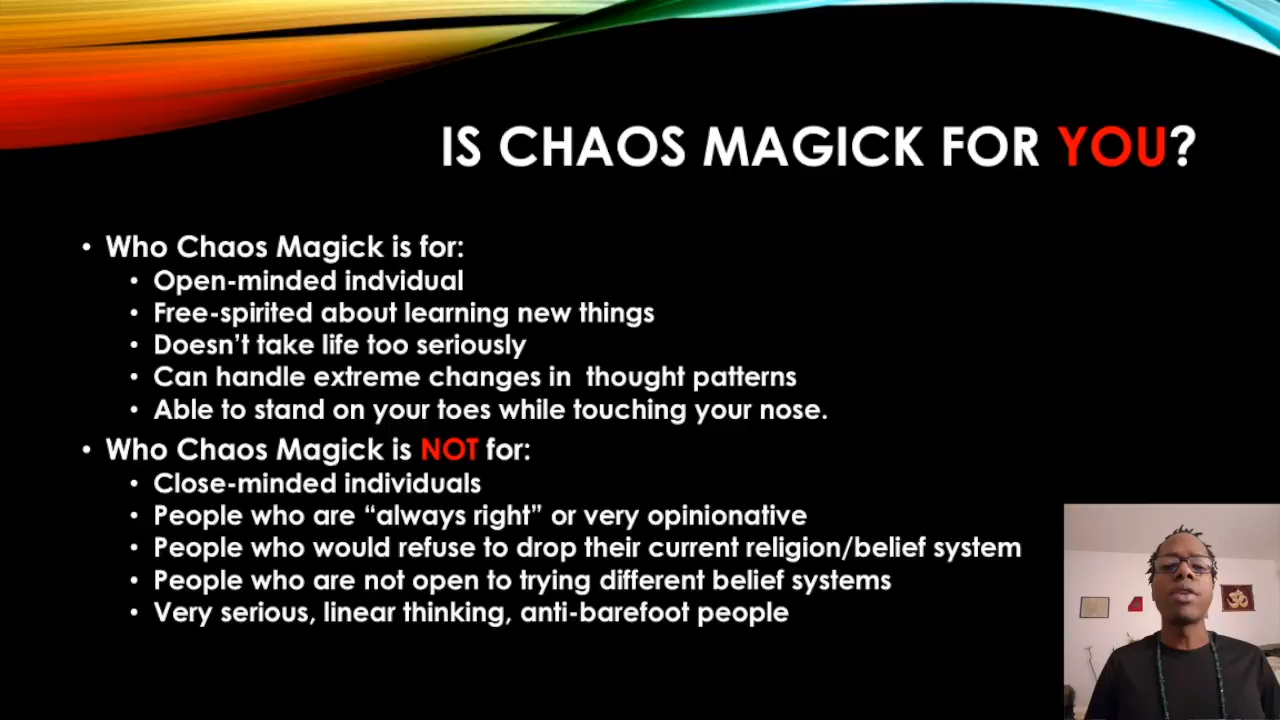 IS CHAOS MAGICK FOR YOU?
• Who Chaos Magick is for:
• Open-minded indvidual
• Free-spirited about learning new things
• Doesn't take life too seriously
• Can handle extreme changes in  thought patterns
• Able to stand on your toes while touching your nose.
• Who Chaos Magick is NOT for:
• Close-minded individuals
• People who are “always right” or very opinionative
• People who would refuse to drop their current religion/belief system
• People who are not open to trying different belief systems
• Very serious, linear thinking, anti-barefoot people
ॐ